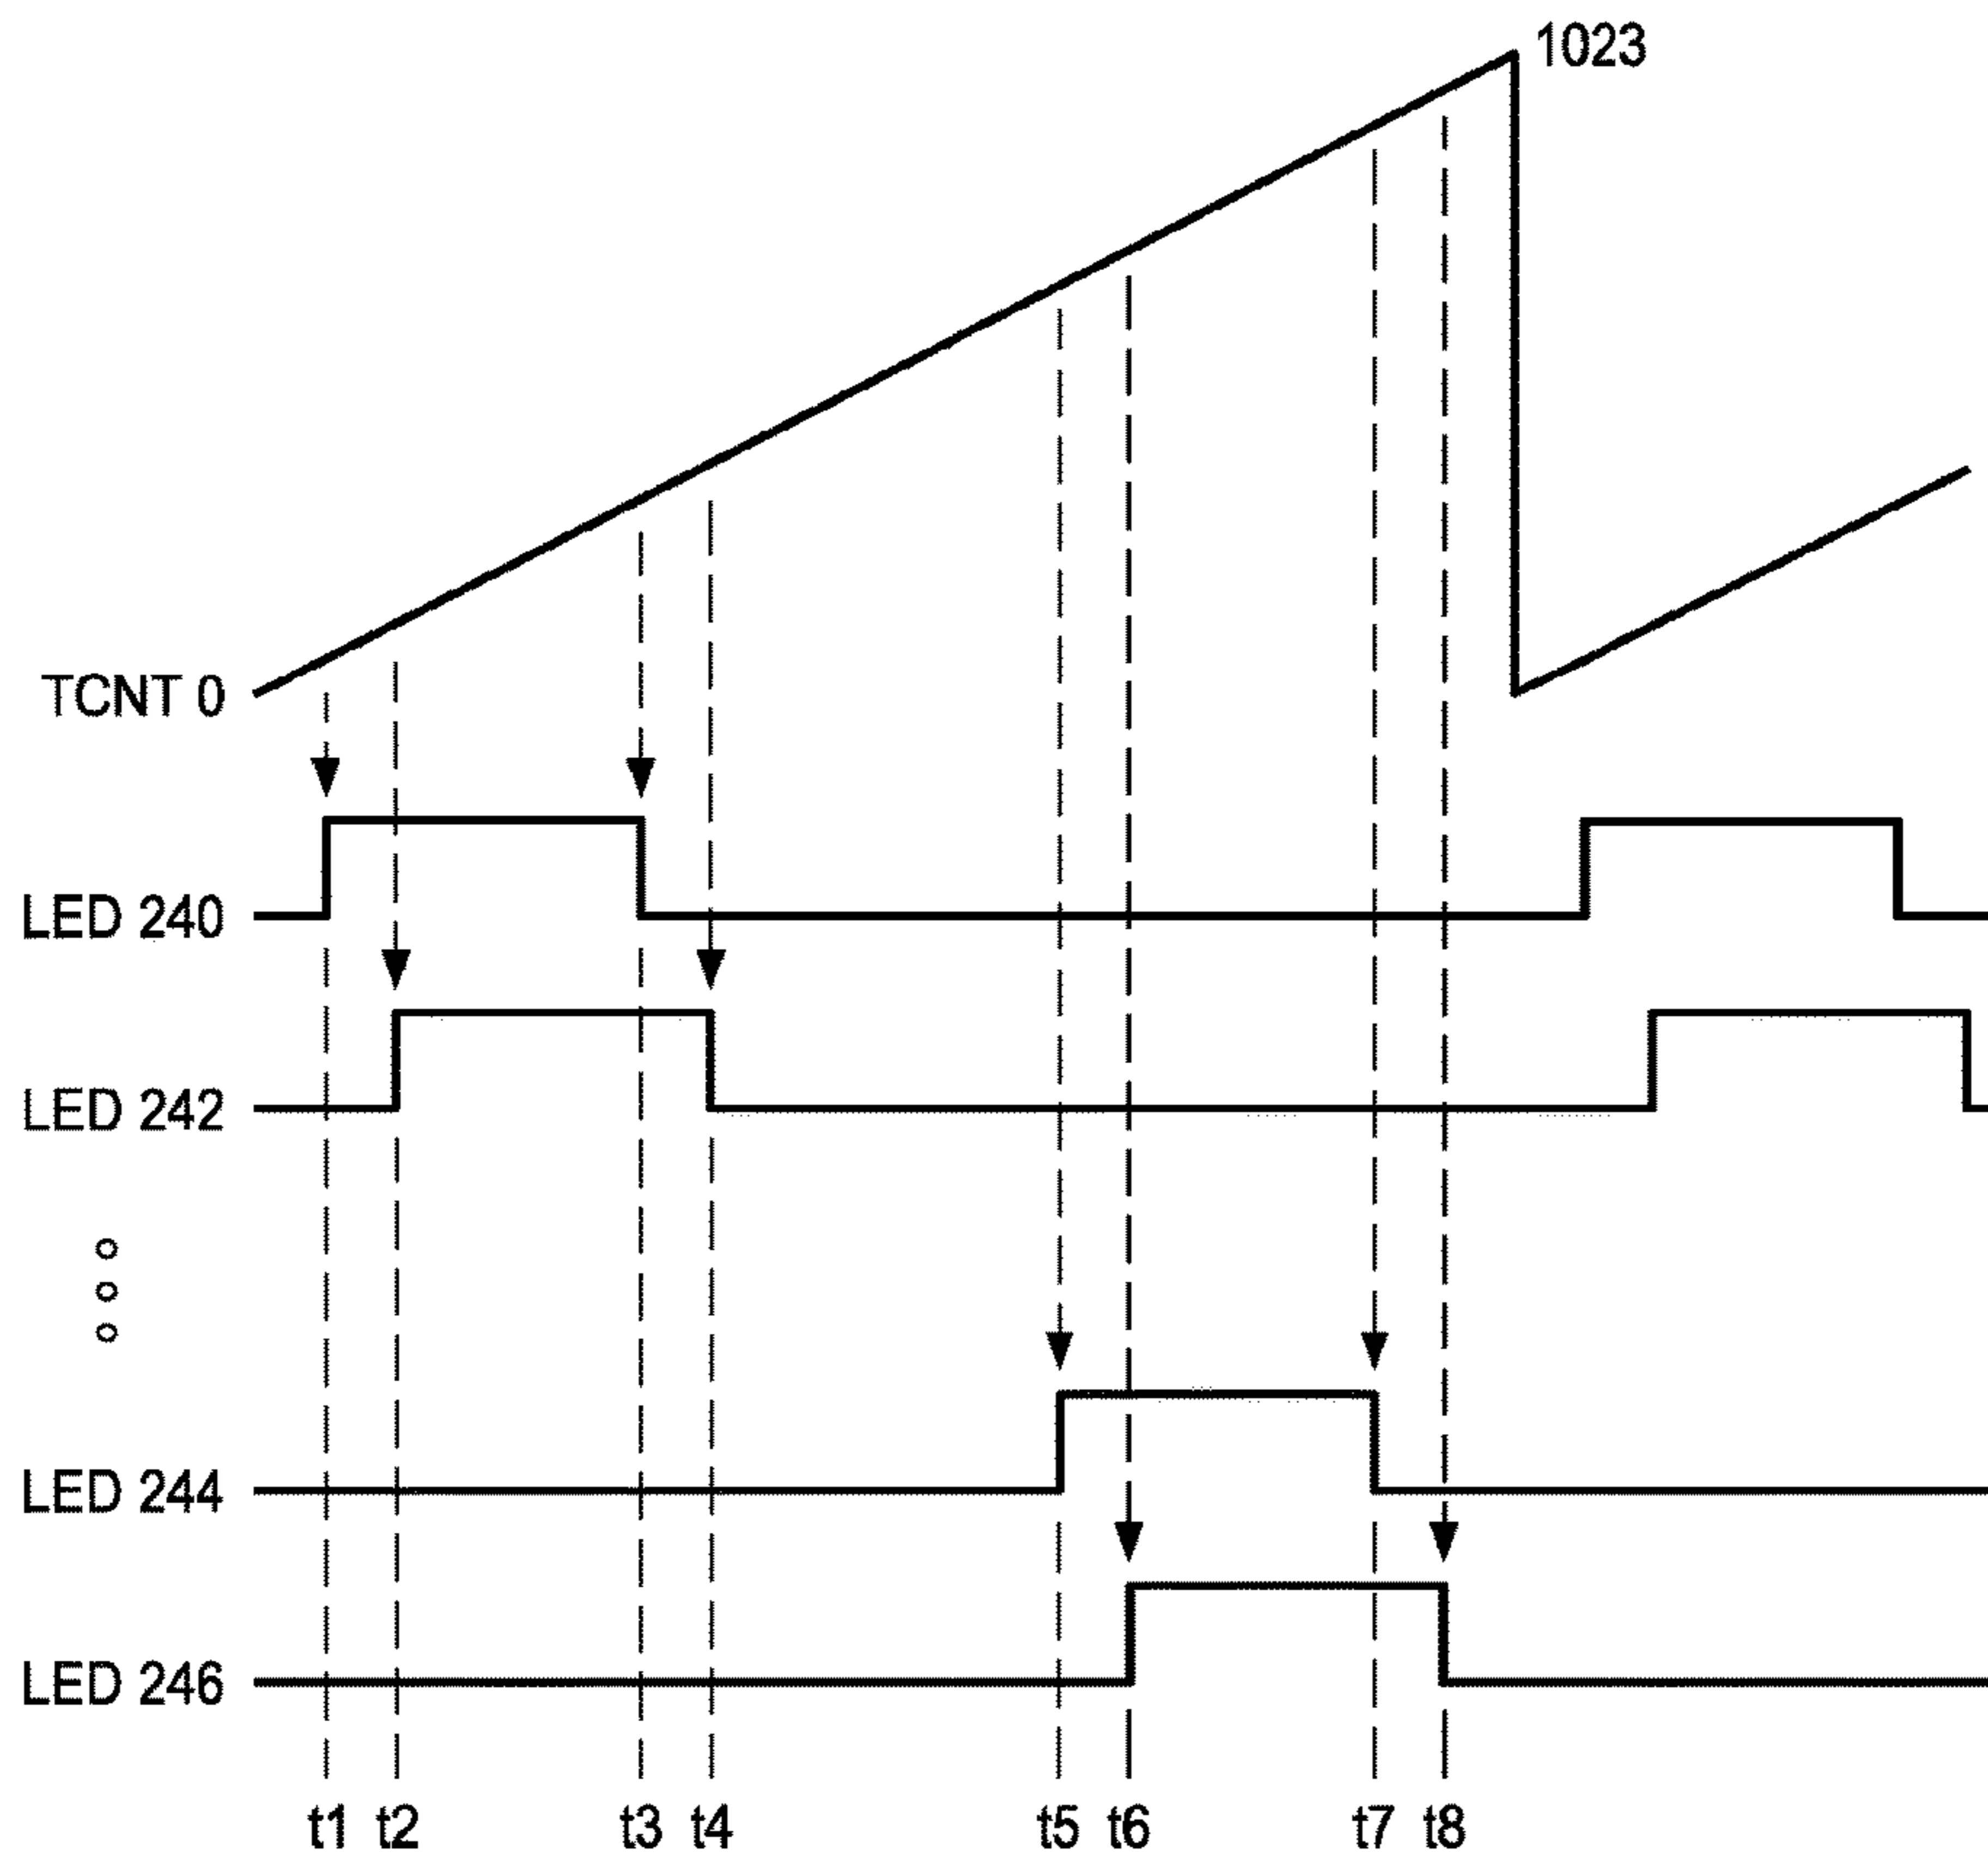 1023
TCNT 0
LED 240
LED 242
LED 244
LED 246
t1 t2 t3 t4 t5 t6 t7 t8